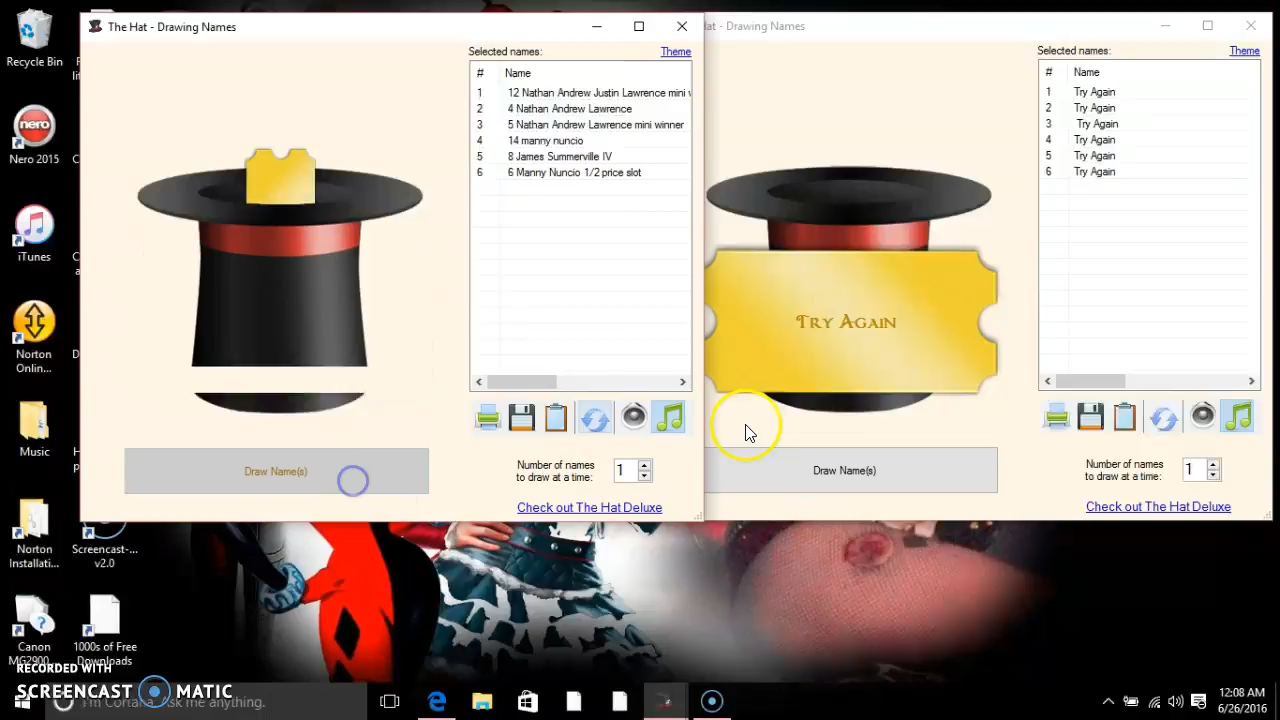 Recycle Bin
Nero 2015
iTunes
Norton
Onlin...
Music
Norton
Installati...
Screencast-...
v2.0
Canon
MG2900 ...
1000s of Free
Downloads
The Hat - Drawing Names
Selected names:
Theme
# Name
1 12 Nathan Andrew Justin Lawrence mini
2 4 Nathan Andrew Lawrence
3 5 Nathan Andrew Lawrence mini winner
4 14 manny nuncio
5 8 James Summerville IV
6 6 Manny Nuncio 1/2 price slot
Draw Name(s)
Number of names
to draw at a time:
1
Check out The Hat Deluxe
Hat - Drawing Names
Selected names:
Theme
# Name
1 Try Again
2 Try Again
3 Try Again
4 Try Again
5 Try Again
6 Try Again
Try Again
Draw Name(s)
Number of names
to draw at a time:
1
Check out The Hat Deluxe
RECORDED WITH
SCREENCAST MATIC
I'm Cortana. Ask me anything.
12:08 AM
6/26/2016